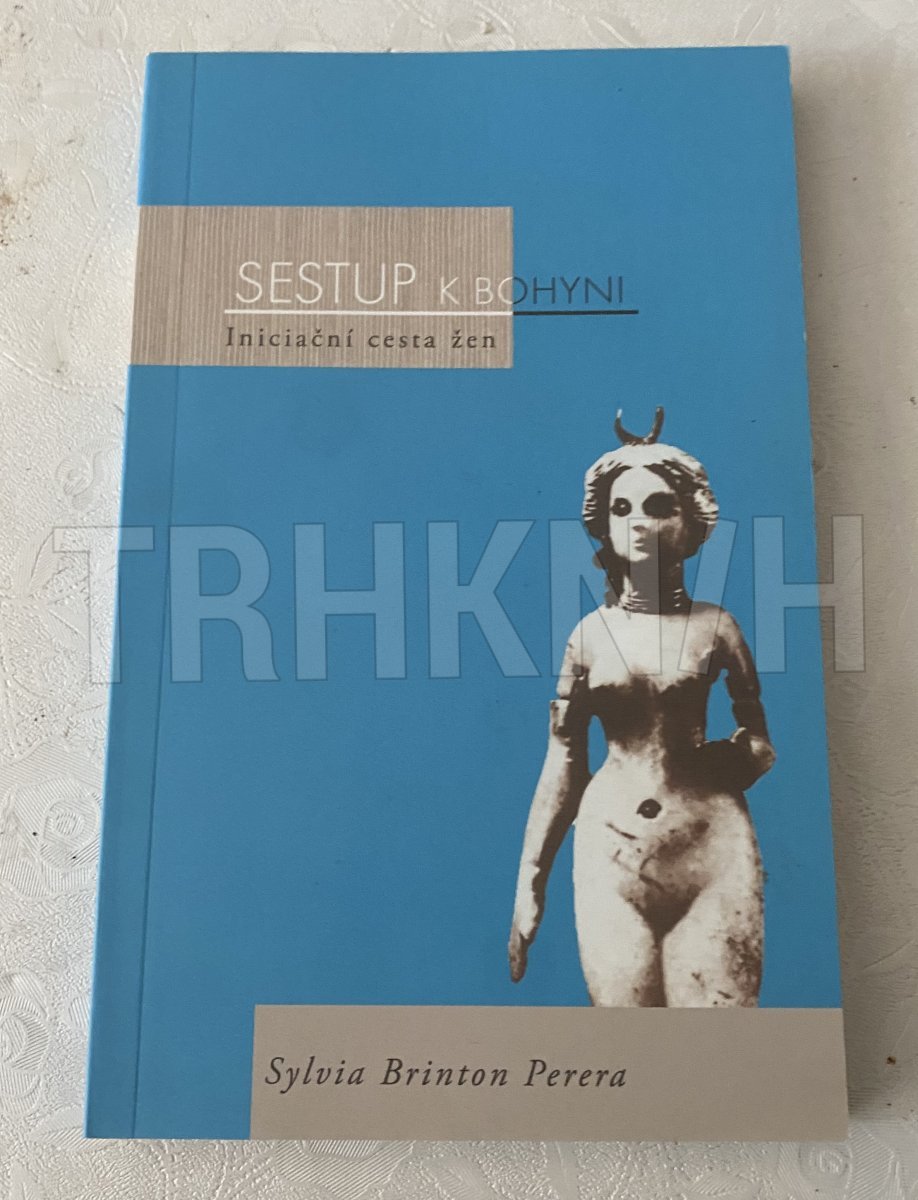 SESTUP K BOHYNI
Iniciační cesta žen
TRHKNIH
Sylvia Brinton Perera